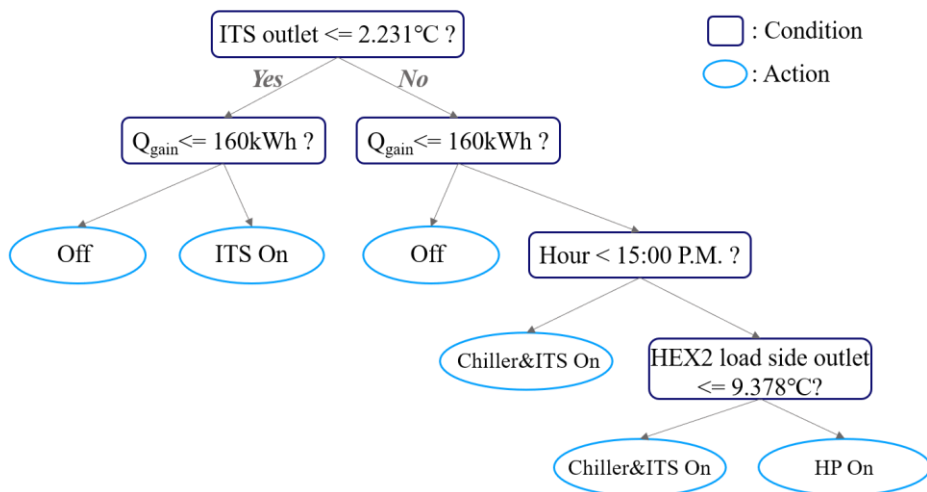 ITS outlet <= 2.231℃ ?
: Condition
: Action
Yes
No
Qgain<= 160kWh ?
Qgain<= 160kWh ?
Off
ITS On
Off
Hour < 15:00 P.M. ?
Chiller&ITS On
HEX2 load side outlet
<= 9.378℃?
Chiller&ITS On
HP On